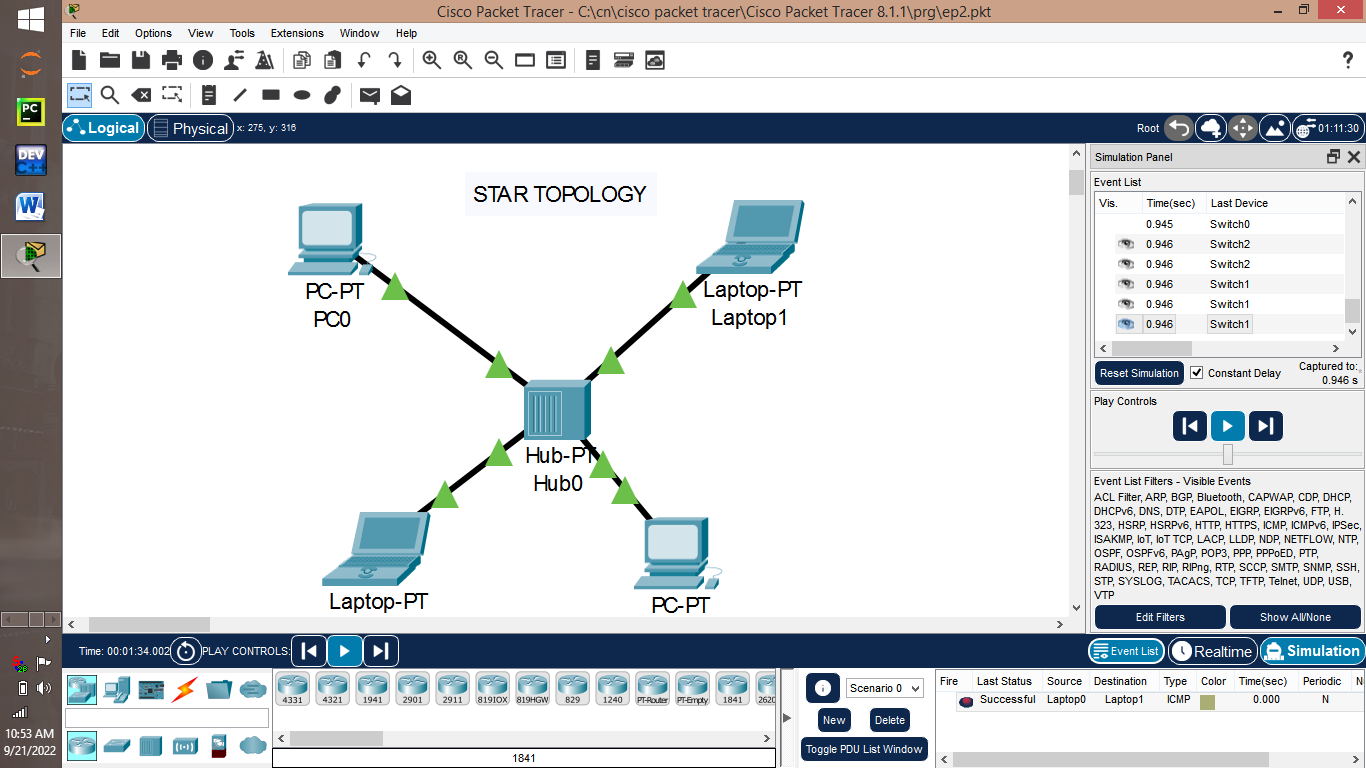 Cisco Packet Tracer - C:\cn\cisco packet tracer\Cisco Packet Tracer 8.1.1\prg\ep2.pkt
File Edit Options View Tools Extensions Window Help
Logical Physical x: 275, y: 316 Root 01:11:30
STAR TOPOLOGY
PC-PT
PC0
Laptop-PT
Laptop1
Hub-PT
Hub0
Laptop-PT
PC-PT
Simulation Panel
Event List
Vis. Time(sec) Last Device
0.945 Switch0
0.946 Switch2
0.946 Switch2
0.946 Switch1
0.946 Switch1
0.946 Switch1
Reset Simulation Constant Delay Captured to:
0.946 s
Play Controls
Event List Filters - Visible Events
ACL Filter, ARP, BGP, Bluetooth, CAPWAP, CDP, DHCP,
DHCPv6, DNS, DTP, EAPOL, EIGRP, EIGRPv6, FTP, H.
323, HSRP, HSRPv6, HTTP, HTTPS, ICMP, ICMPv6, IPSec,
ISAKMP, IoT, IoT TCP, LACP, LLDP, NDP, NETFLOW, NTP,
OSPF, OSPFv6, PAgP, POP3, PPP, PPPoED, PTP,
RADIUS, REP, RIP, RIPng, RTP, SCCP, SMTP, SNMP, SSH,
STP, SYSLOG, TACACS, TCP, TFTP, Telnet, UDP, USB,
VTP
Edit Filters Show All/None
Time: 00:01:34.002 PLAY CONTROLS: Event List Realtime Simulation
4331 4321 1941 2901 2911 819IOX 819HGW 829 1240 PT-Router PT-Empty 1841 2620
1841
Scenario 0
New Delete
Toggle PDU List Window
Fire Last Status Source Destination Type Color Time(sec) Periodic N
Successful Laptop0 Laptop1 ICMP 0.000 N
PC
DEV
C++
W
10:53 AM
9/21/2022